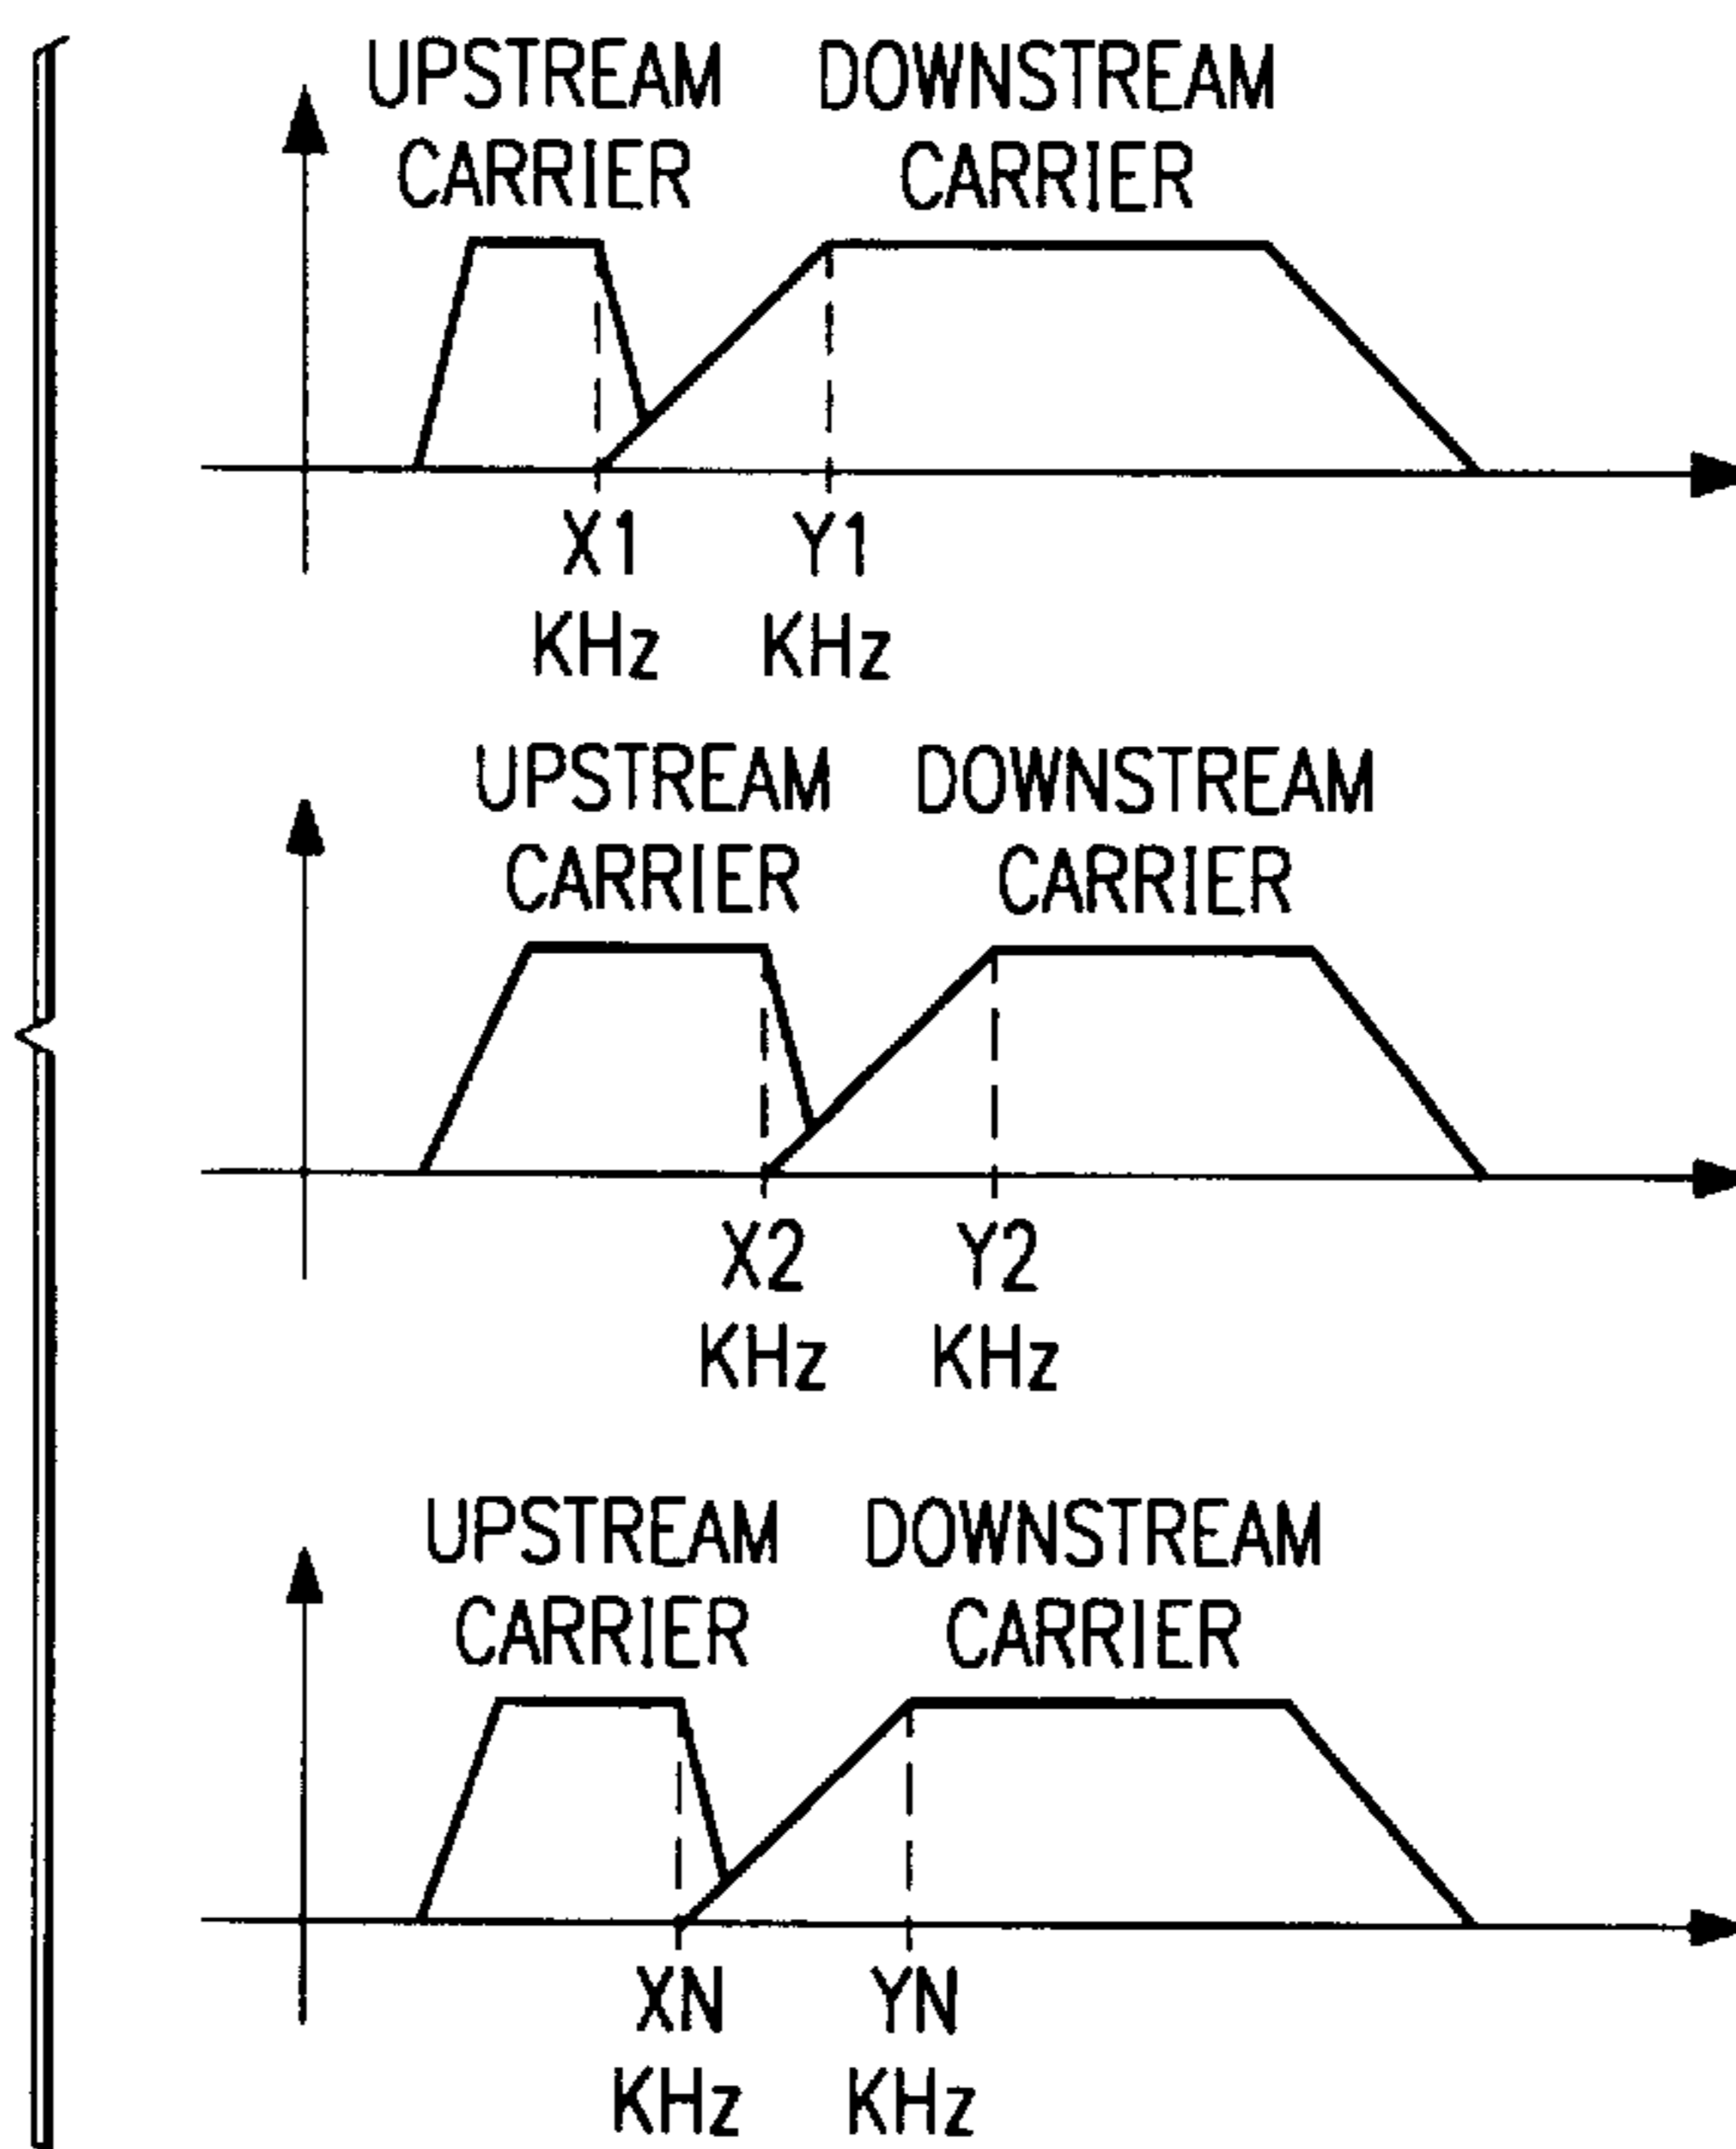 UPSTREAM DOWNSTREAM
CARRIER CARRIER
X1 Y1
KHz KHz
UPSTREAM DOWNSTREAM
CARRIER CARRIER
X2 Y2
KHz KHz
UPSTREAM DOWNSTREAM
CARRIER CARRIER
XN YN
KHz KHz